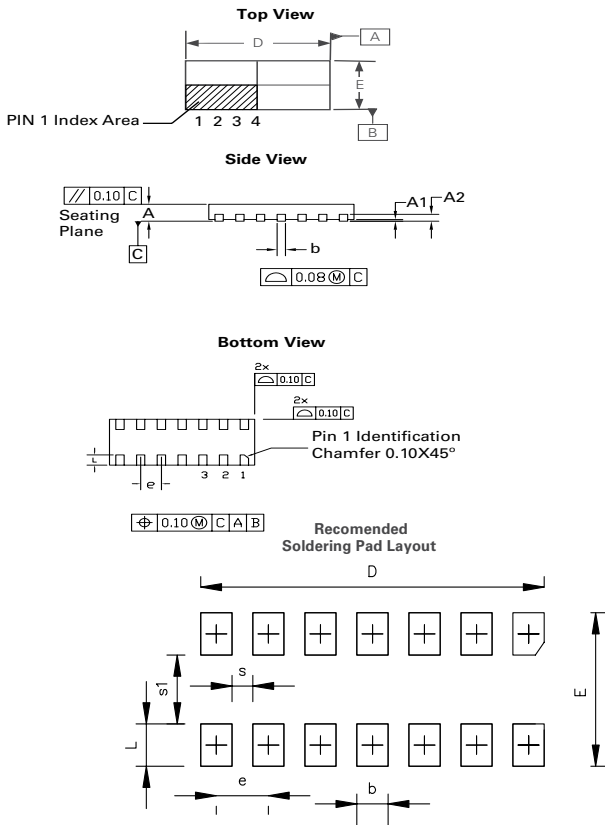 Top View
D
A
E
B
PIN 1 Index Area
1 2 3 4
Side View
// 0.10 C
A
Seating
Plane
C
A1
A2
b
⌓ 0.08 Ⓜ C
Bottom View
2x
⌓ 0.10 C
2x
⌓ 0.10 C
Pin 1 Identification
Chamfer 0.10X45°
L
e
3 2 1
⌖ 0.10 Ⓜ C A B
Recomended
Soldering Pad Layout
D
s
s1
E
L
e
b